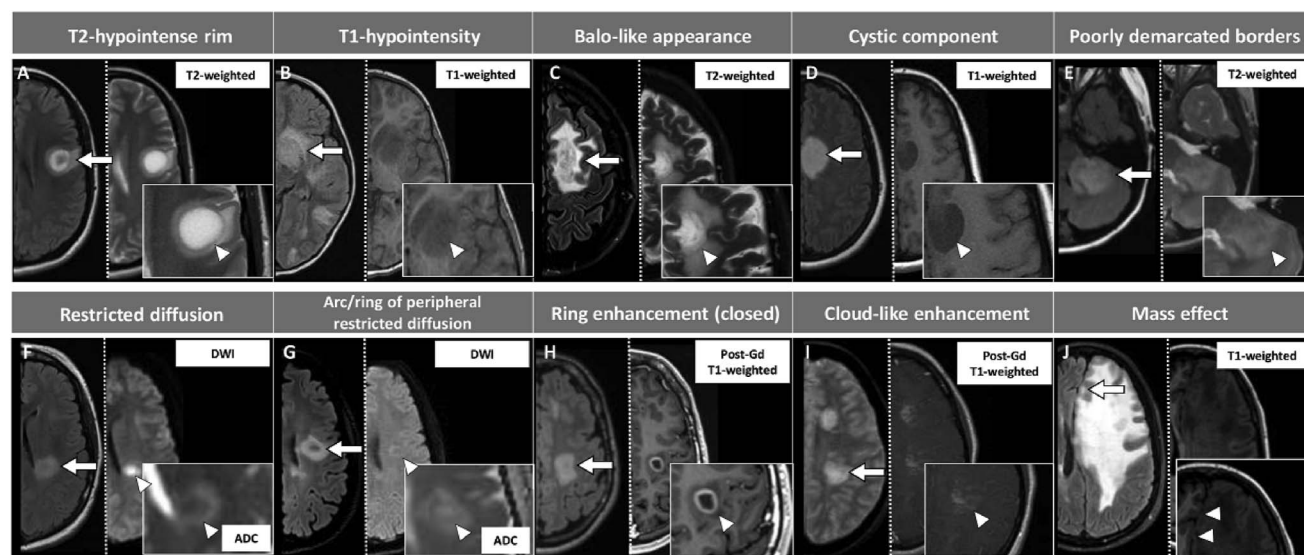 T2-hypointense rim
T1-hypointensity
Balo-like appearance
Cystic component
Poorly demarcated borders
A
T2-weighted
B
T1-weighted
C
T2-weighted
D
T1-weighted
E
T2-weighted
Restricted diffusion
Arc/ring of peripheral
restricted diffusion
Ring enhancement (closed)
Cloud-like enhancement
Mass effect
F
DWI
ADC
G
DWI
ADC
H
Post-Gd
T1-weighted
I
Post-Gd
T1-weighted
J
T1-weighted